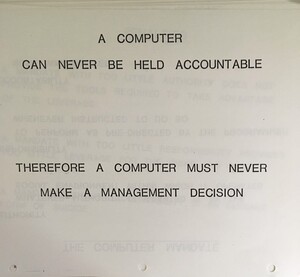 A COMPUTER
CAN NEVER BE HELD ACCOUNTABLE
THEREFORE A COMPUTER MUST NEVER
MAKE A MANAGEMENT DECISION